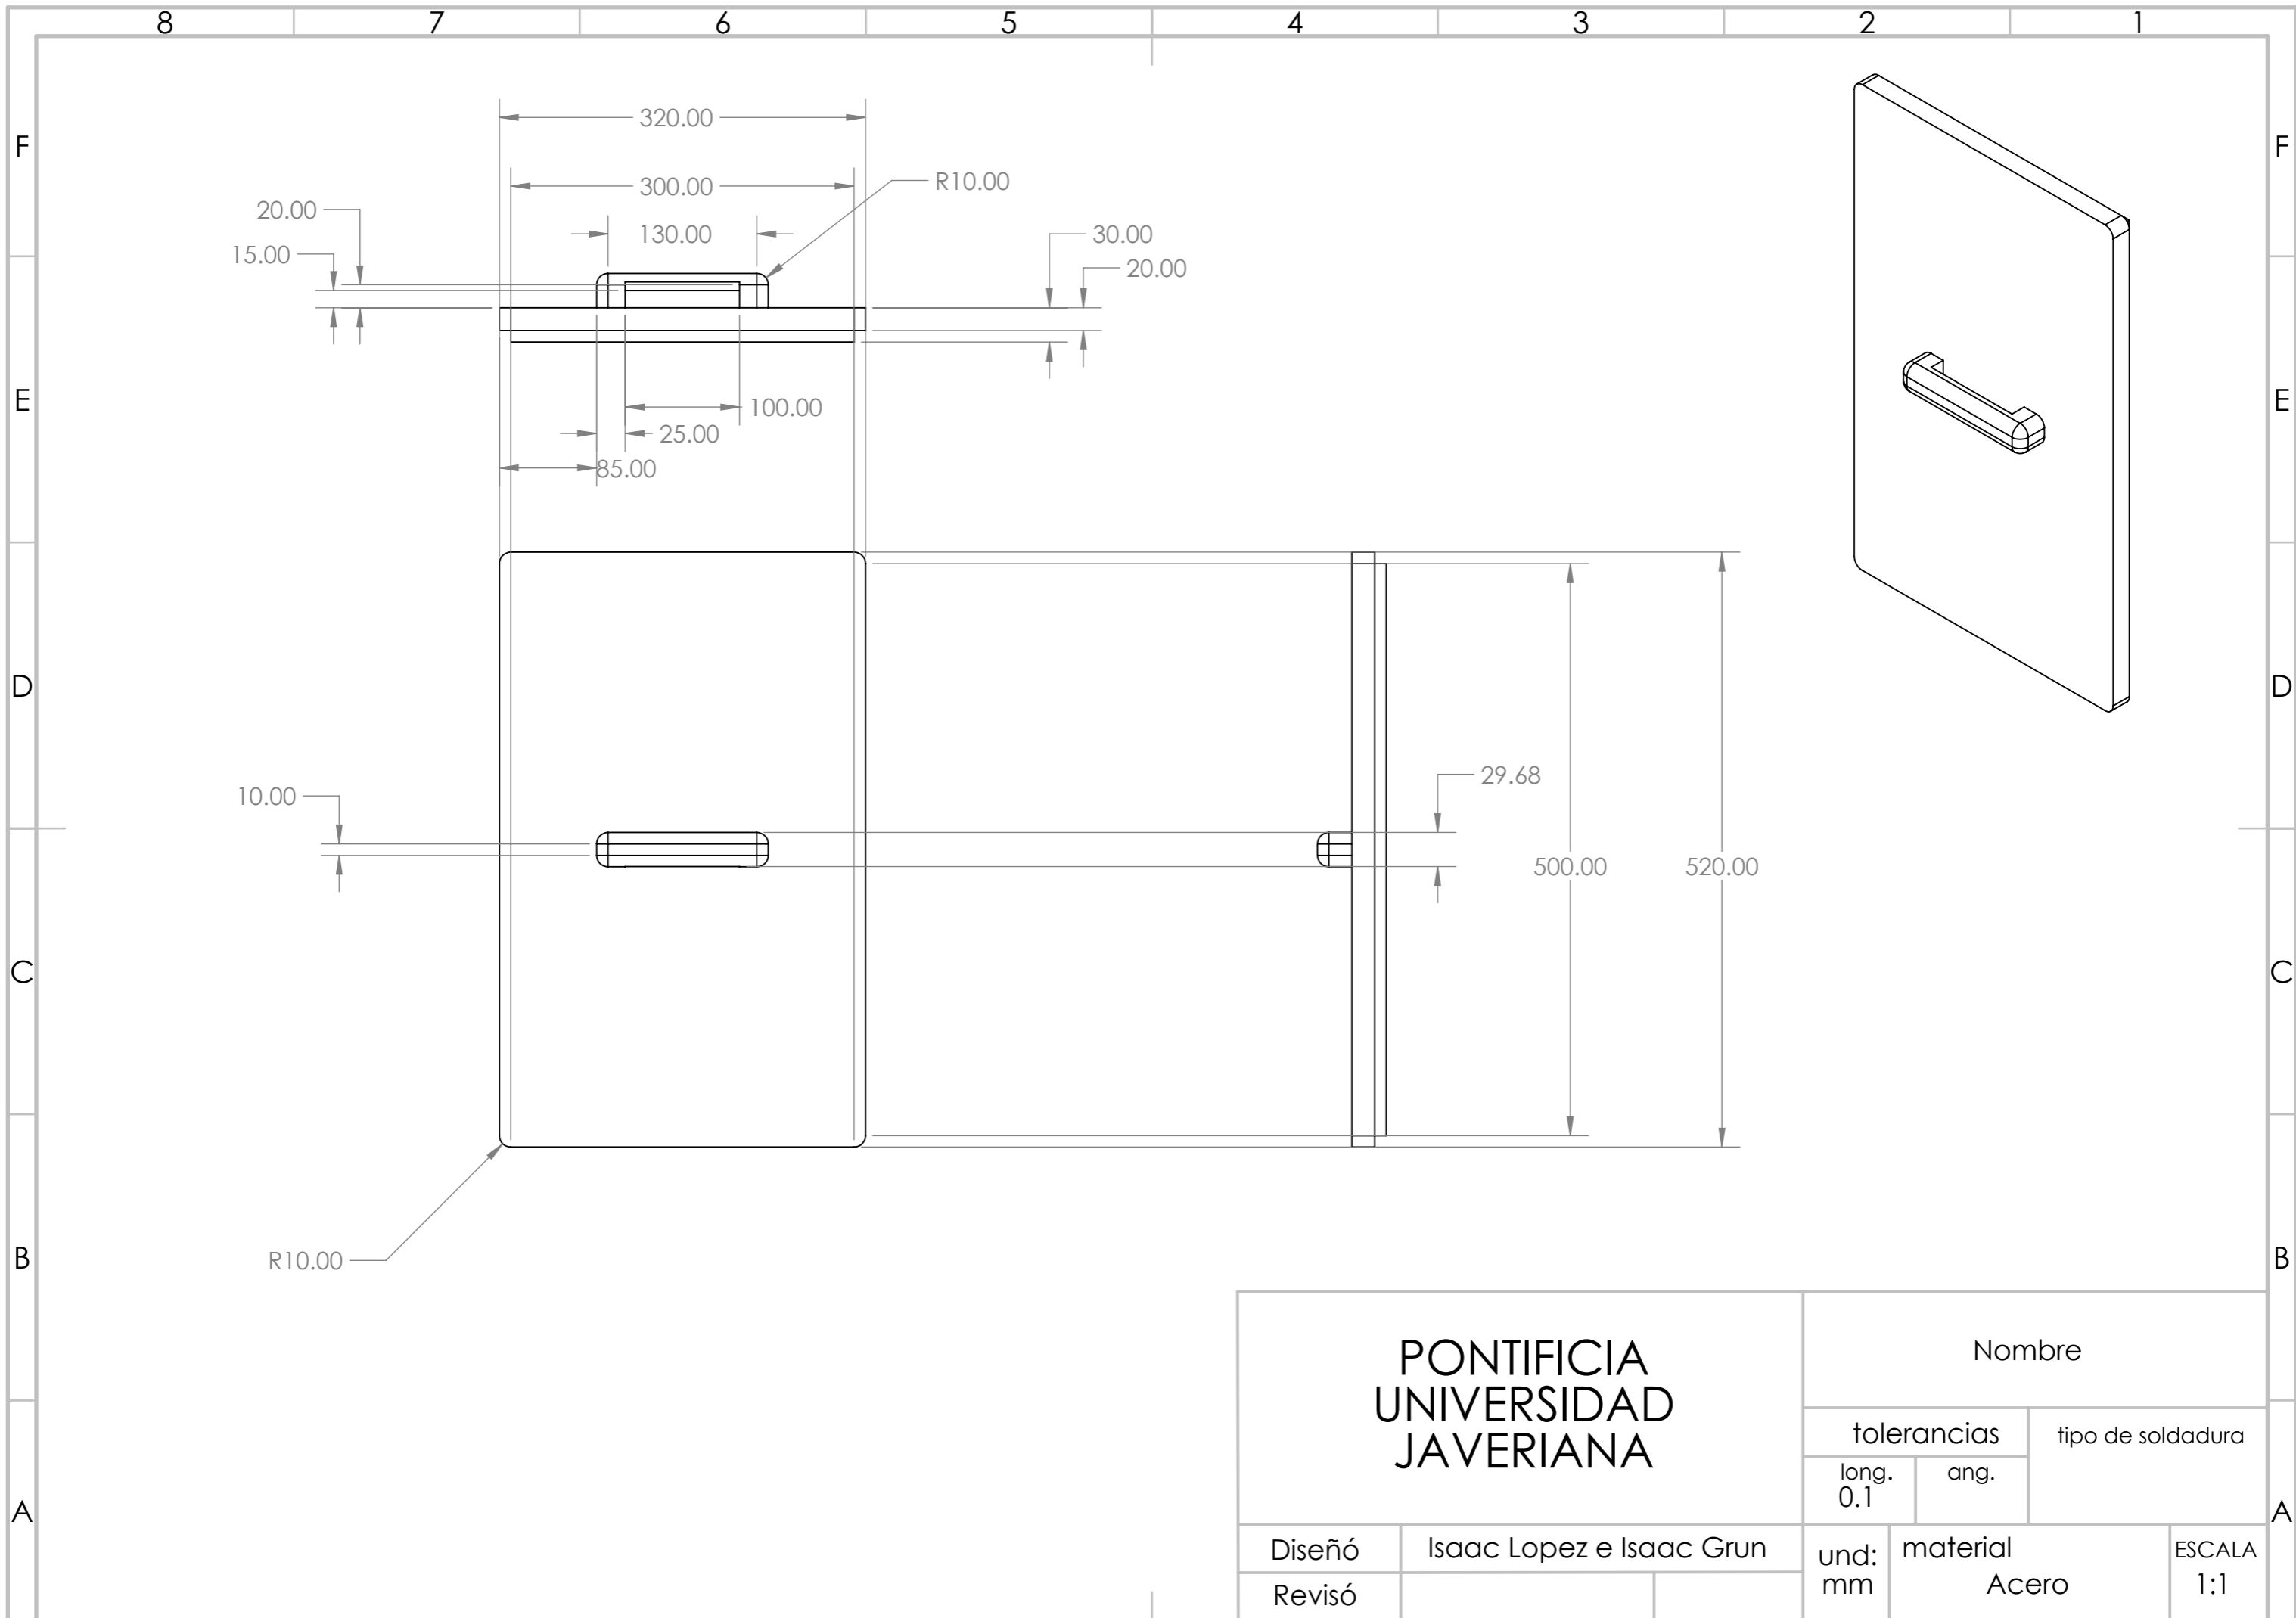 8 7 6 5 4 3 2 1
F F
320.00
300.00
R10.00
20.00
130.00
30.00
15.00
20.00
E E
100.00
25.00
85.00
D D
29.68
10.00
500.00
520.00
C C
R10.00
B B
PONTIFICIA
UNIVERSIDAD
JAVERIANA
Nombre
tolerancias
tipo de soldadura
long.
0.1
ang.
A A
Diseñó
Isaac Lopez e Isaac Grun
und:
mm
material
Acero
ESCALA
1:1
Revisó